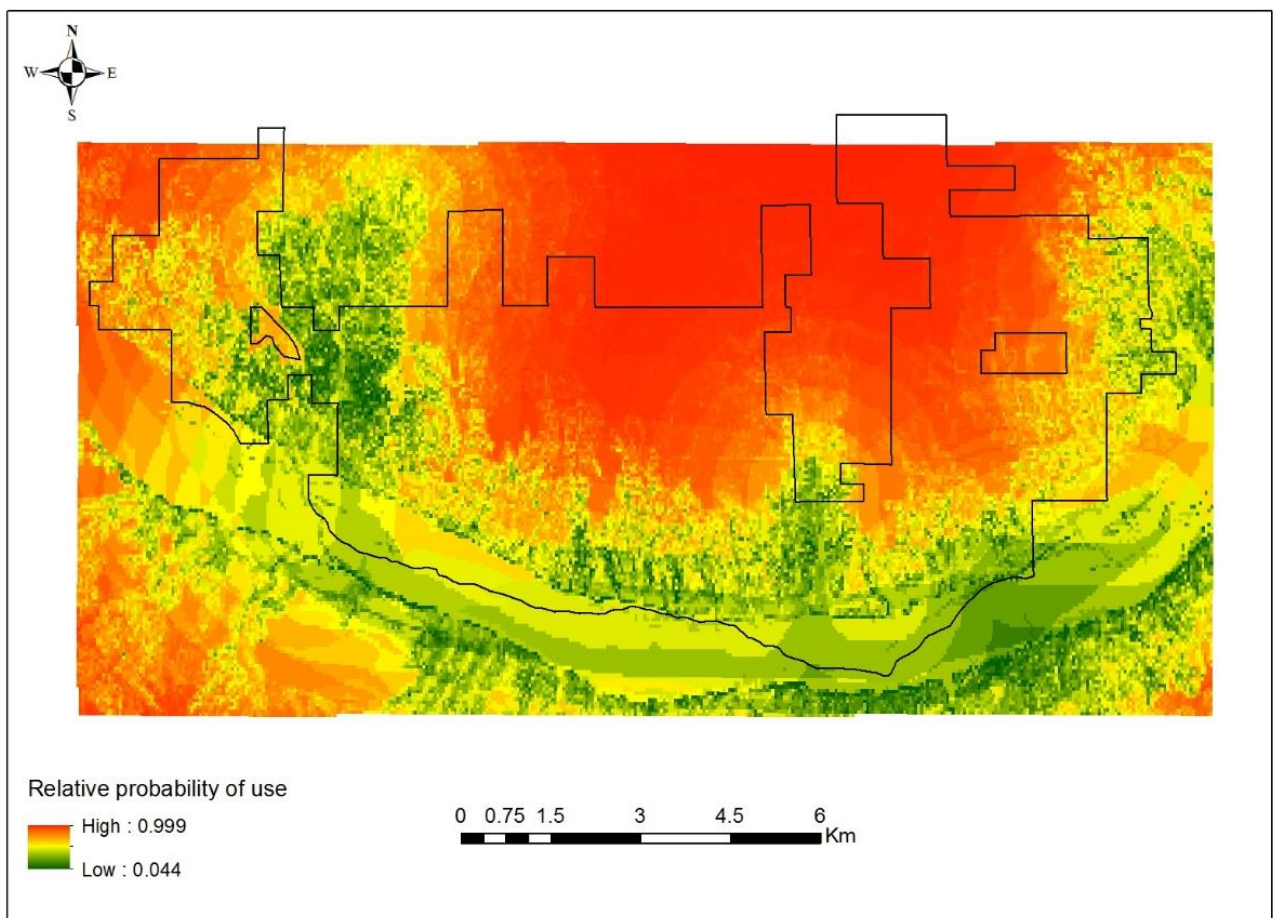 N
W E
S
Relative probability of use
High : 0.999
Low : 0.044
0 0.75 1.5 3 4.5 6
Km